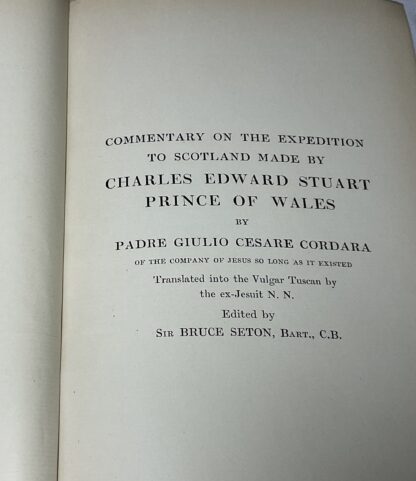 COMMENTARY ON THE EXPEDITION
TO SCOTLAND MADE BY
CHARLES EDWARD STUART
PRINCE OF WALES
BY
PADRE GIULIO CESARE CORDARA
OF THE COMPANY OF JESUS SO LONG AS IT EXISTED
Translated into the Vulgar Tuscan by
the ex-Jesuit N. N.
Edited by
SIR BRUCE SETON, BART., C.B.